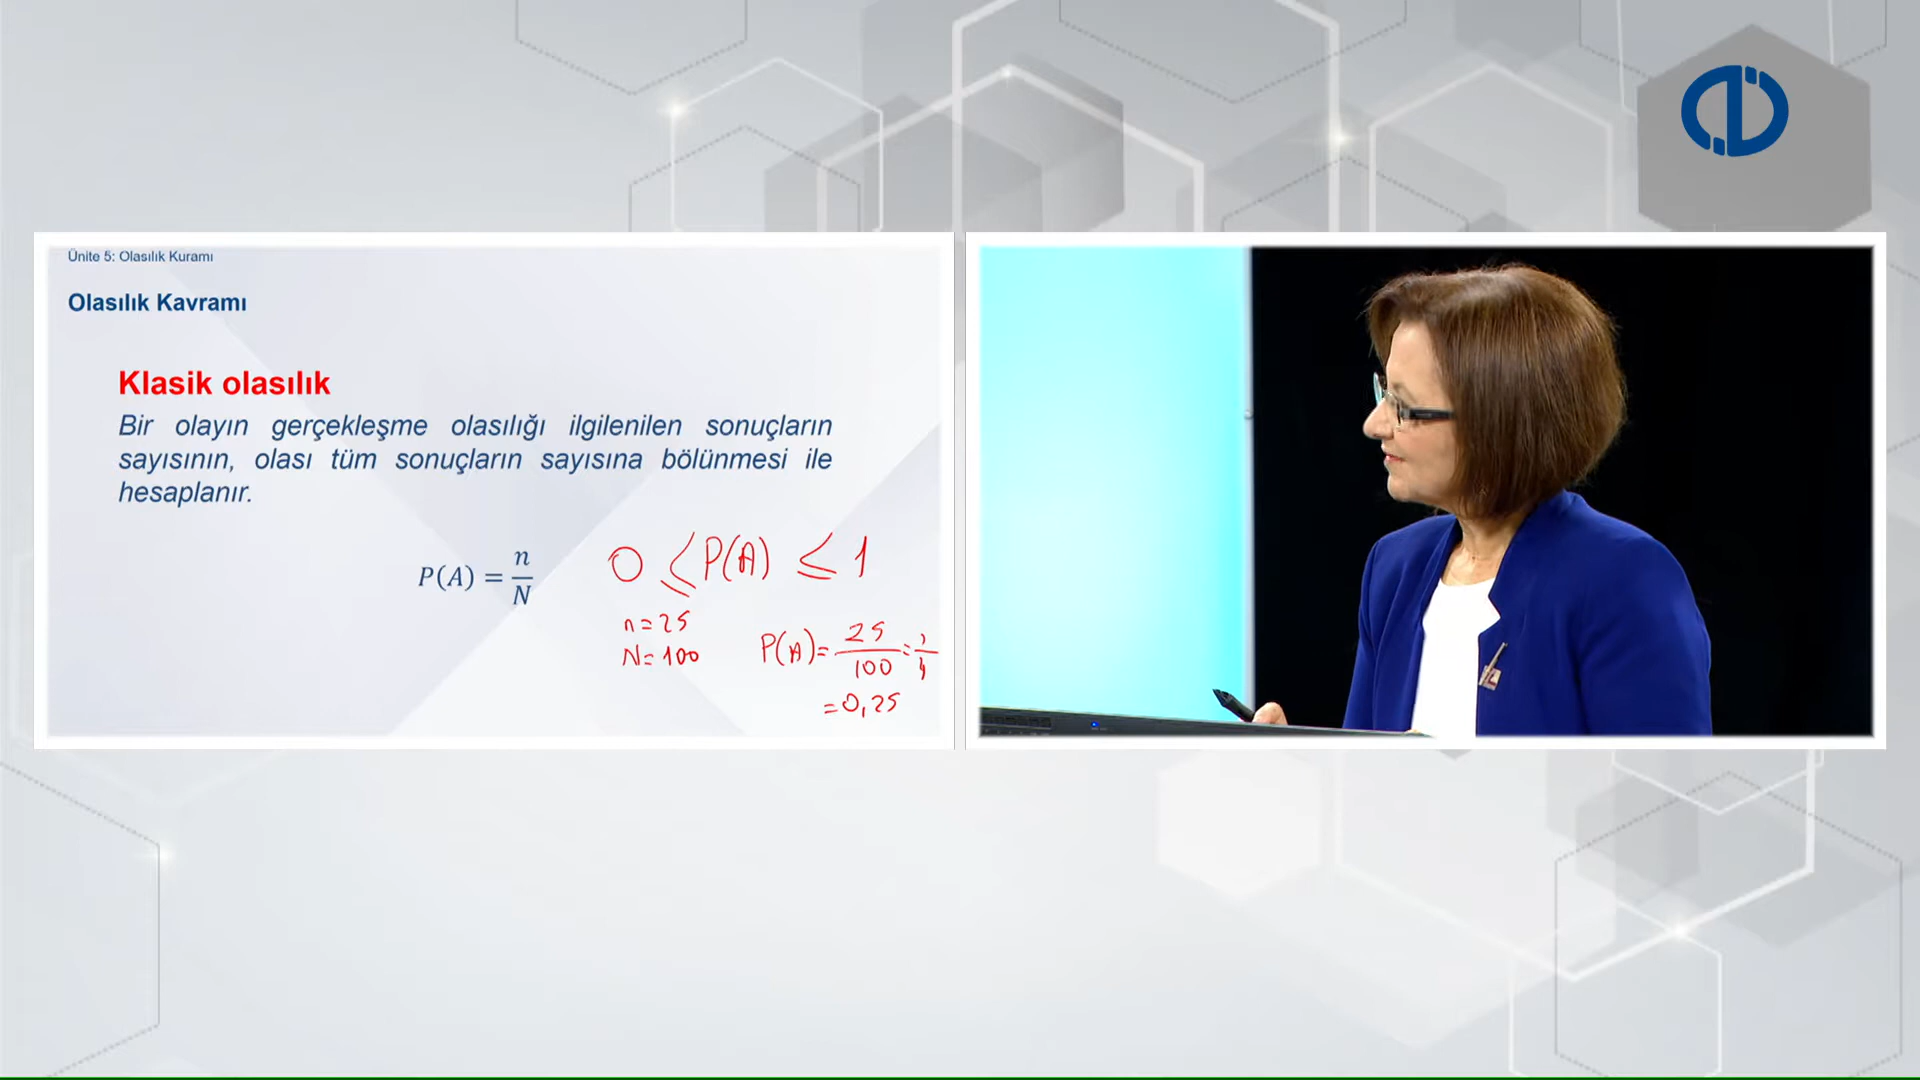 Ünite 5: Olasılık Kuramı
Olasılık Kavramı
Klasik olasılık
Bir olayın gerçekleşme olasılığı ilgilenilen sonuçların
sayısının, olası tüm sonuçların sayısına bölünmesi ile
hesaplanır.
P(A) = n/N
0 ≤ P(A) ≤ 1
n = 25
N = 100
P(A) = 25/100 = 1/4
= 0,25